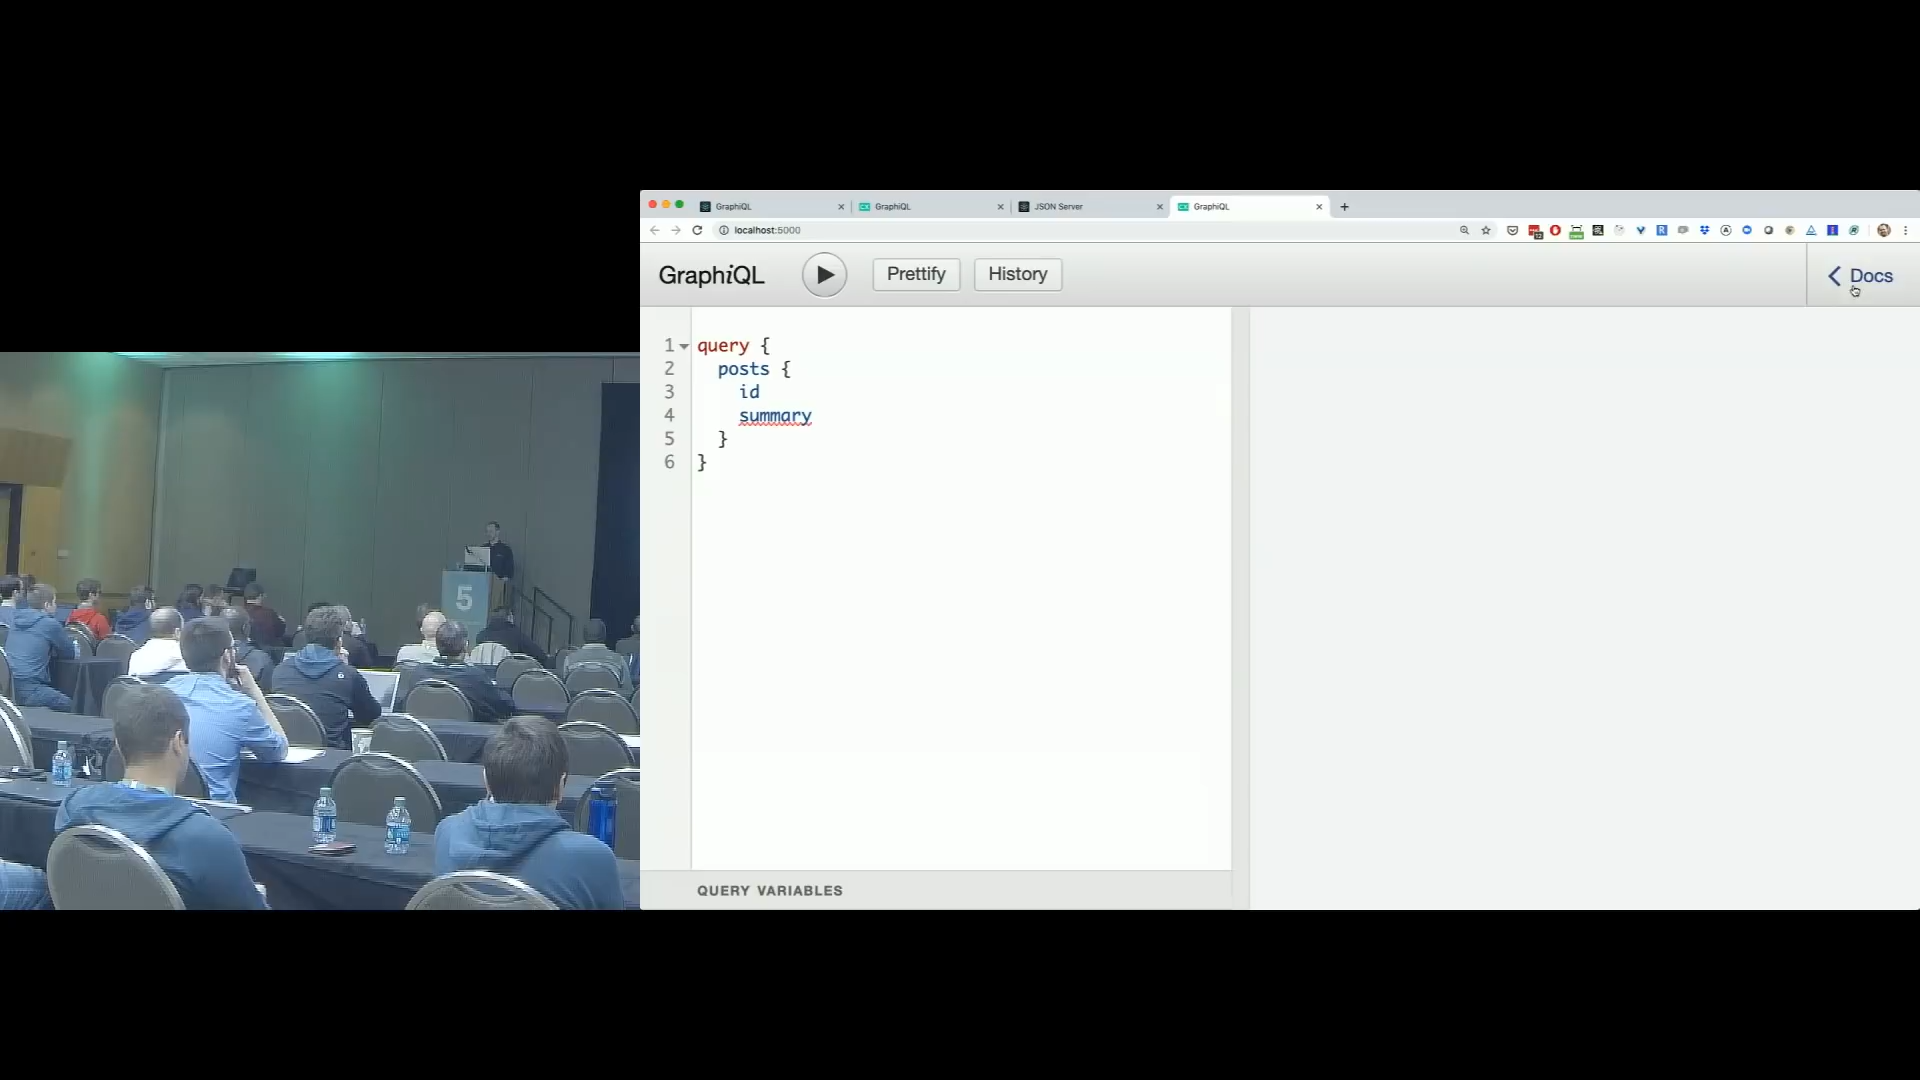 GraphiQL
GraphiQL
JSON Server
GraphiQL
localhost:5000
GraphiQL
Prettify
History
Docs
1 query {
2 posts {
3 id
4 summary
5 }
6 }
QUERY VARIABLES
5